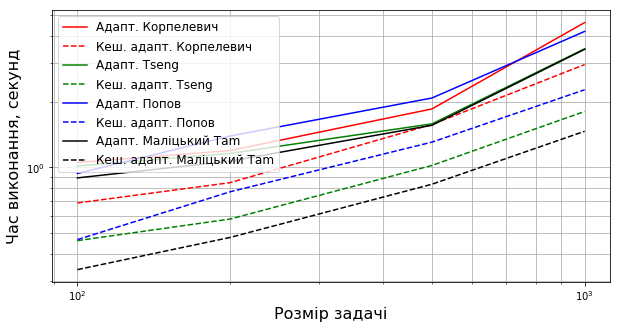 Адапт. Корпелевич
Кеш. адапт. Корпелевич
Адапт. Tseng
Кеш. адапт. Tseng
Адапт. Попов
Кеш. адапт. Попов
Адапт. Маліцький Tam
Кеш. адапт. Маліцький Tam
Час виконання, секунд
10⁰
10² 10³
Розмір задачі